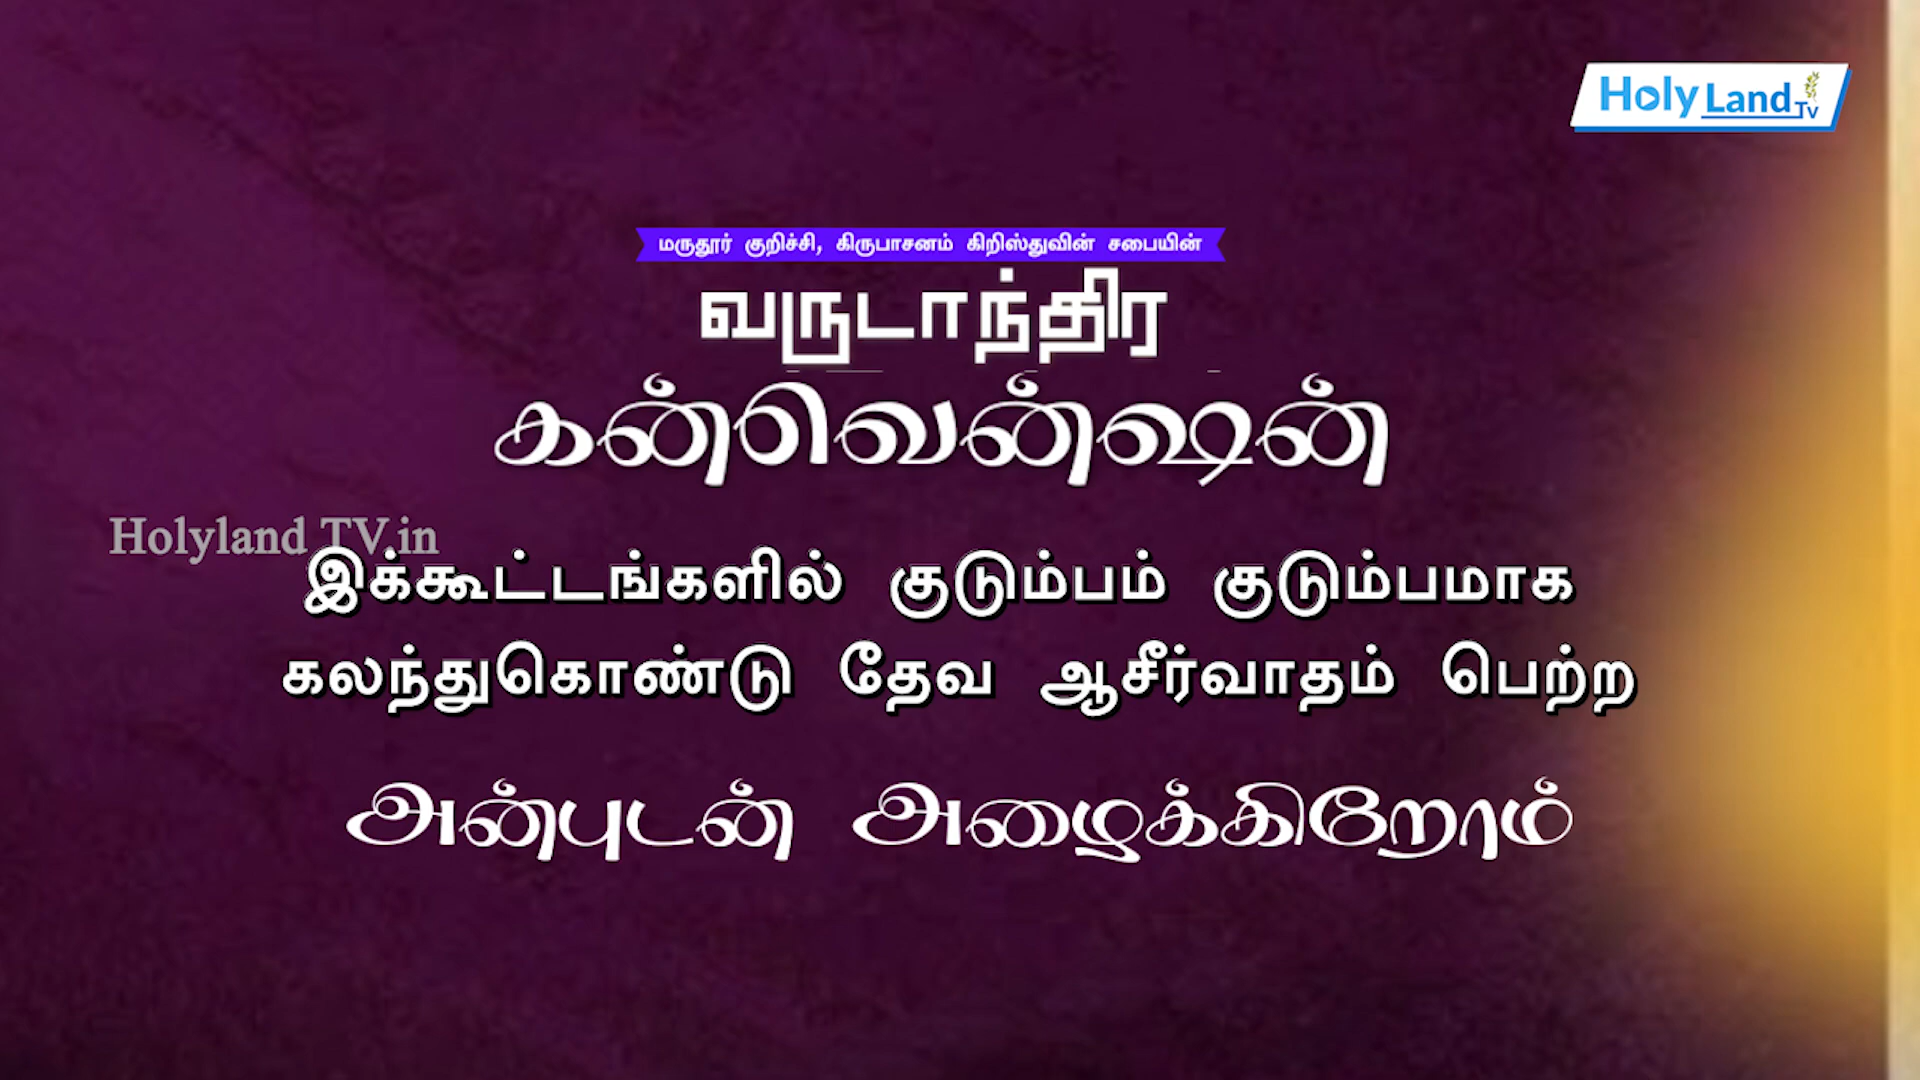 Holy Land TV
மருதூர் குறிச்சி, கிருபாசனம் கிறிஸ்துவின் சபையின்
வருடாந்திர
கன்வென்ஷன்
Holyland TV.in
இக்கூட்டங்களில் குடும்பம் குடும்பமாக
கலந்துகொண்டு தேவ ஆசீர்வாதம் பெற்ற
அன்புடன் அழைக்கிறோம்